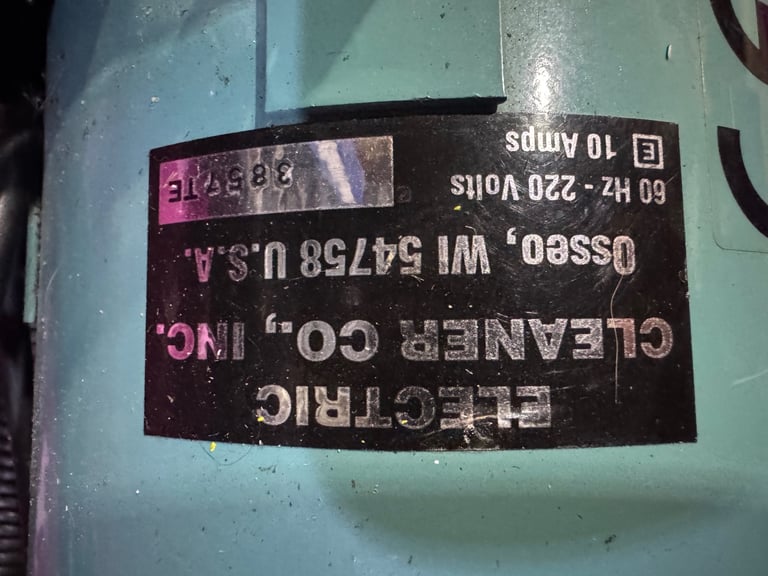 ELECTRIC
CLEANER CO., INC.
Osseo, WI 54758 U.S.A.
60 Hz - 220 Volts
E 10 Amps
3857TE